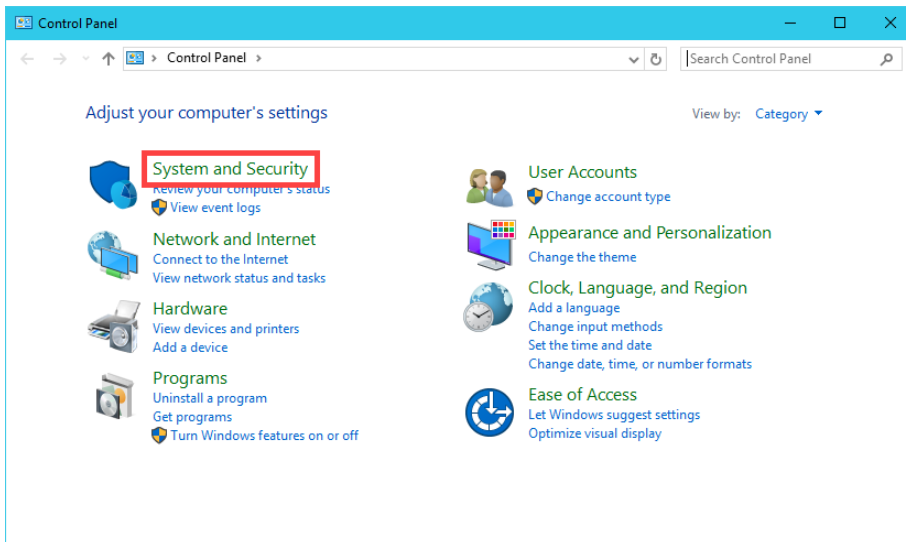 Control Panel
Control Panel
Search Control Panel
Adjust your computer's settings
View by: Category
System and Security
Review your computer's status
View event logs
Network and Internet
Connect to the Internet
View network status and tasks
Hardware
View devices and printers
Add a device
Programs
Uninstall a program
Get programs
Turn Windows features on or off
User Accounts
Change account type
Appearance and Personalization
Change the theme
Clock, Language, and Region
Add a language
Change input methods
Set the time and date
Change date, time, or number formats
Ease of Access
Let Windows suggest settings
Optimize visual display